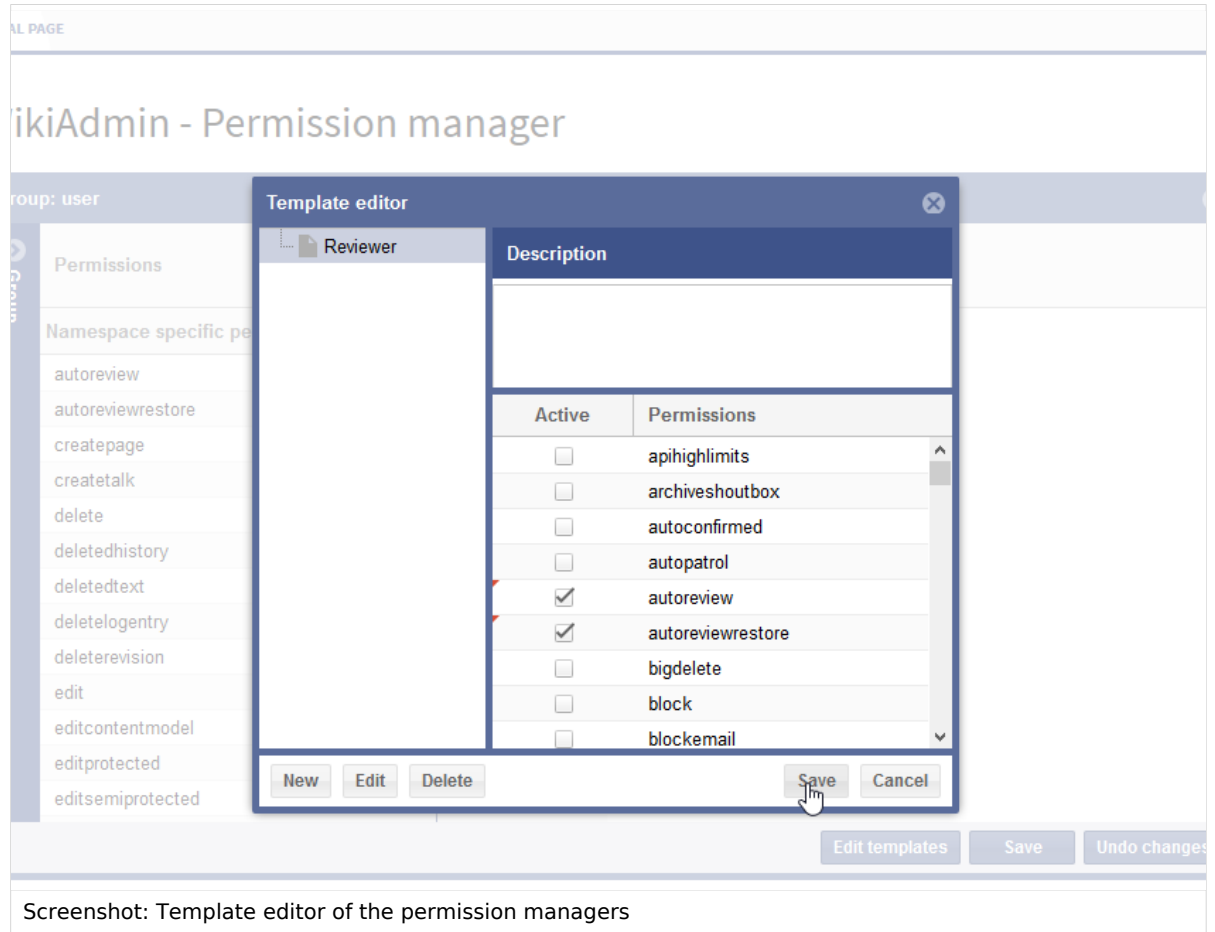 AL PAGE
ikiAdmin - Permission manager
roup: user
Group
Permissions
Namespace specific pe
autoreview
autoreviewrestore
createpage
createtalk
delete
deletedhistory
deletedtext
deletelogentry
deleterevision
edit
editcontentmodel
editprotected
editsemiprotected
Template editor
Reviewer
Description
Active Permissions
apihighlimits
archiveshoutbox
autoconfirmed
autopatrol
autoreview
autoreviewrestore
bigdelete
block
blockemail
New Edit Delete Save Cancel
Edit templates Save Undo changes
Screenshot: Template editor of the permission managers